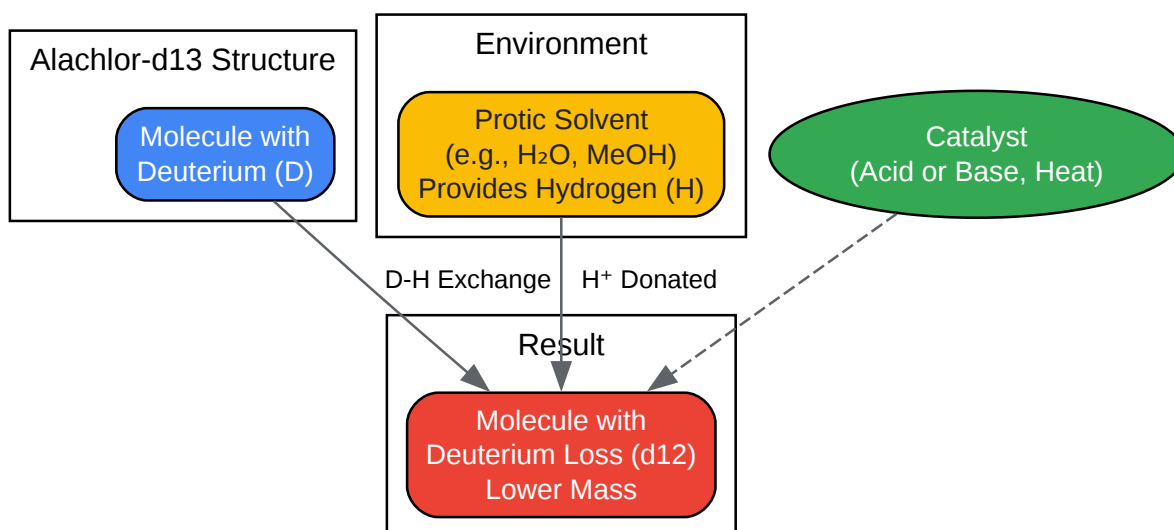 Alachlor-d13 Structure
Molecule with
Deuterium (D)
Environment
Protic Solvent
(e.g., H₂O, MeOH)
Provides Hydrogen (H)
Catalyst
(Acid or Base, Heat)
D-H Exchange
H⁺ Donated
Result
Molecule with
Deuterium Loss (d12)
Lower Mass